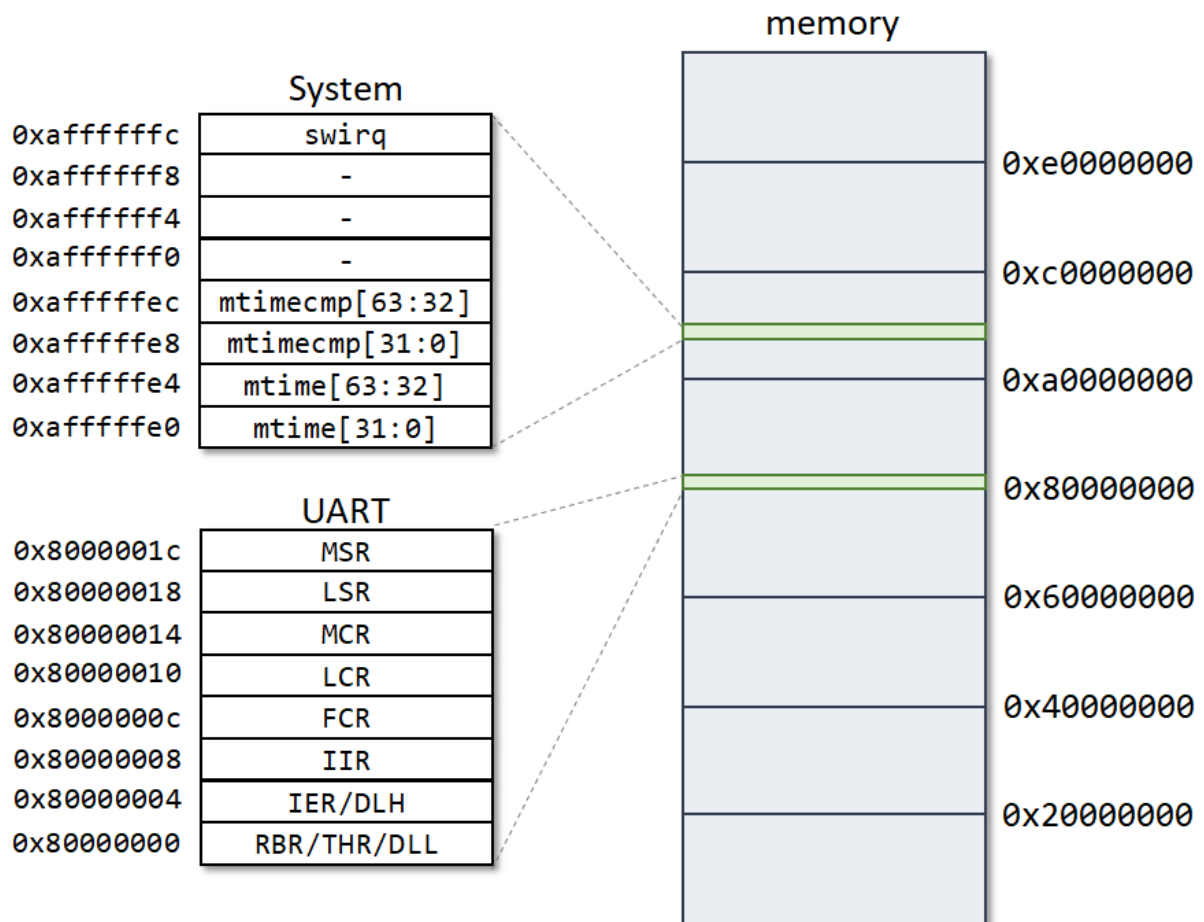 memory
System
0xaffffffc swirq
0xaffffff8 -
0xaffffff4 -
0xaffffff0 -
0xafffffec mtimecmp[63:32]
0xafffffe8 mtimecmp[31:0]
0xafffffe4 mtime[63:32]
0xafffffe0 mtime[31:0]
UART
0x8000001c MSR
0x80000018 LSR
0x80000014 MCR
0x80000010 LCR
0x8000000c FCR
0x80000008 IIR
0x80000004 IER/DLH
0x80000000 RBR/THR/DLL
0xe0000000
0xc0000000
0xa0000000
0x80000000
0x60000000
0x40000000
0x20000000